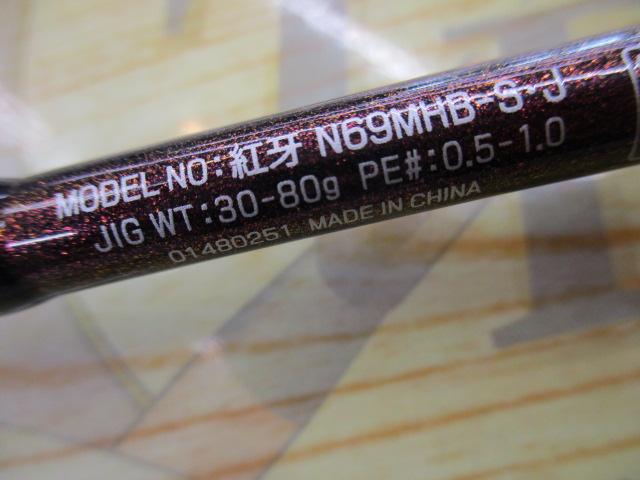 MODEL NO:紅牙 N69MHB-S・J
JIG WT:30-80g PE#:0.5-1.0
01480251 MADE IN CHINA